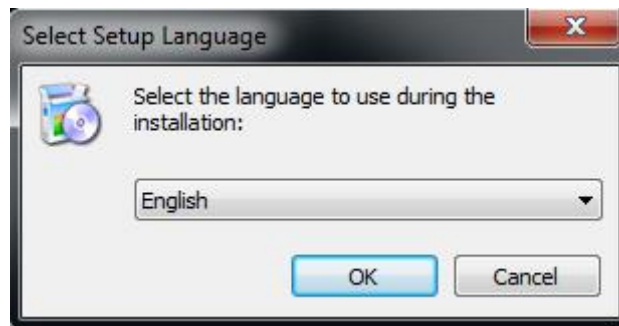 Select Setup Language
Select the language to use during the
installation:
English
OK
Cancel